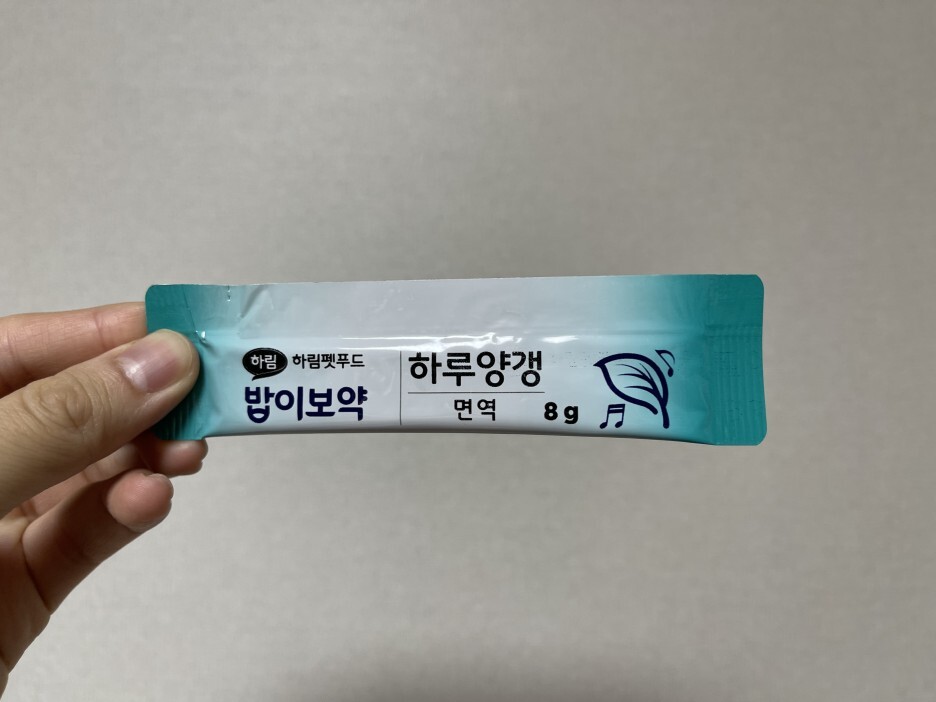 하림 하림펫푸드
밥이보약
하루양갱
면역 8g